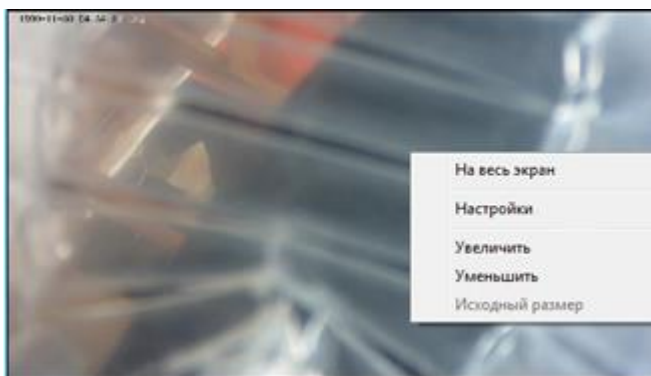 На весь экран
Настройки
Увеличить
Уменьшить
Исходный размер